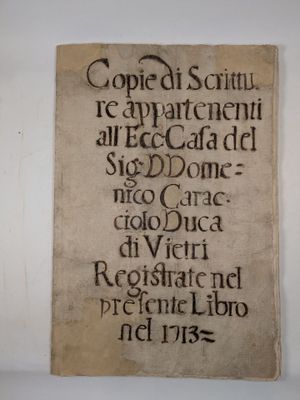 Copie di Scrittu
re appartenenti
all'Ecc: Casa del
Sig: D Dome=
nico Carac=
ciolo Duca
di Vietri
Registrate nel
presente Libro
nel 1713=